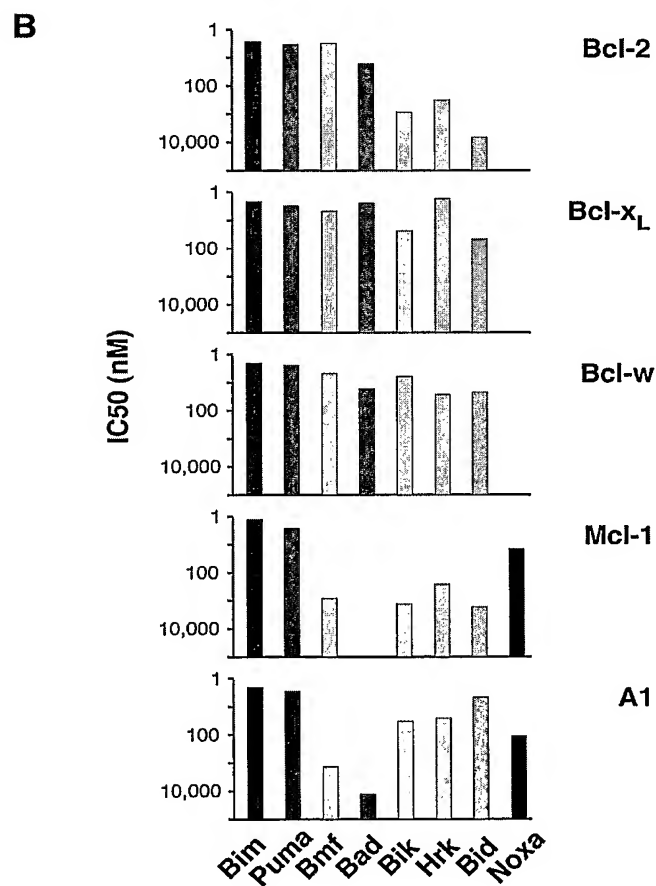 B
1
100
10,000
Bcl-2
1
100
10,000
Bcl-xL
1
100
10,000
Bcl-w
1
100
10,000
Mcl-1
1
100
10,000
A1
IC50 (nM)
Bim
Puma
Bmf
Bad
Bik
Hrk
Bid
Noxa